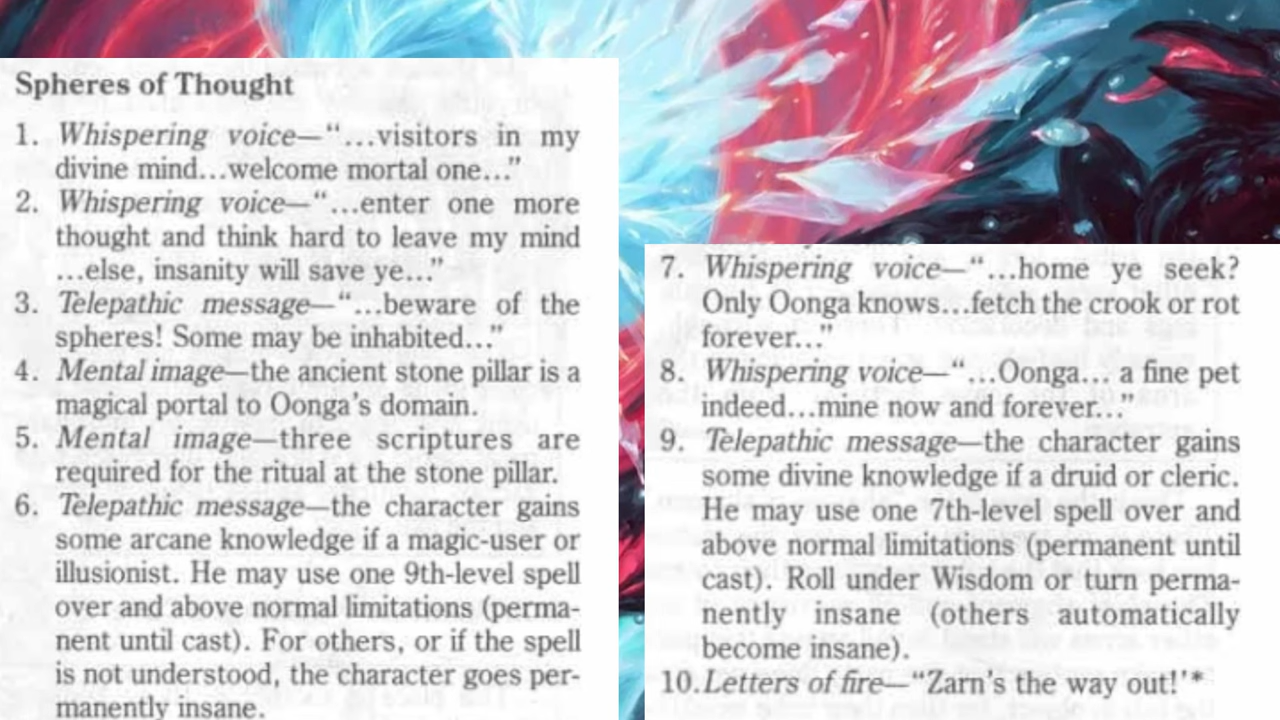 Spheres of Thought
1. Whispering voice—“...visitors in my
divine mind...welcome mortal one...”
2. Whispering voice—“...enter one more
thought and think hard to leave my mind
...else, insanity will save ye...”
3. Telepathic message—“...beware of the
spheres! Some may be inhabited...”
4. Mental image—the ancient stone pillar is a
magical portal to Oonga’s domain.
5. Mental image—three scriptures are
required for the ritual at the stone pillar.
6. Telepathic message—the character gains
some arcane knowledge if a magic-user or
illusionist. He may use one 9th-level spell
over and above normal limitations (perma-
nent until cast). For others, or if the spell
is not understood, the character goes per-
manently insane.
7. Whispering voice—“...home ye seek?
Only Oonga knows...fetch the crook or rot
forever...”
8. Whispering voice—“...Oonga... a fine pet
indeed...mine now and forever...”
9. Telepathic message—the character gains
some divine knowledge if a druid or cleric.
He may use one 7th-level spell over and
above normal limitations (permanent until
cast). Roll under Wisdom or turn perma-
nently insane (others automatically
become insane).
10. Letters of fire—“Zarn’s the way out!’*